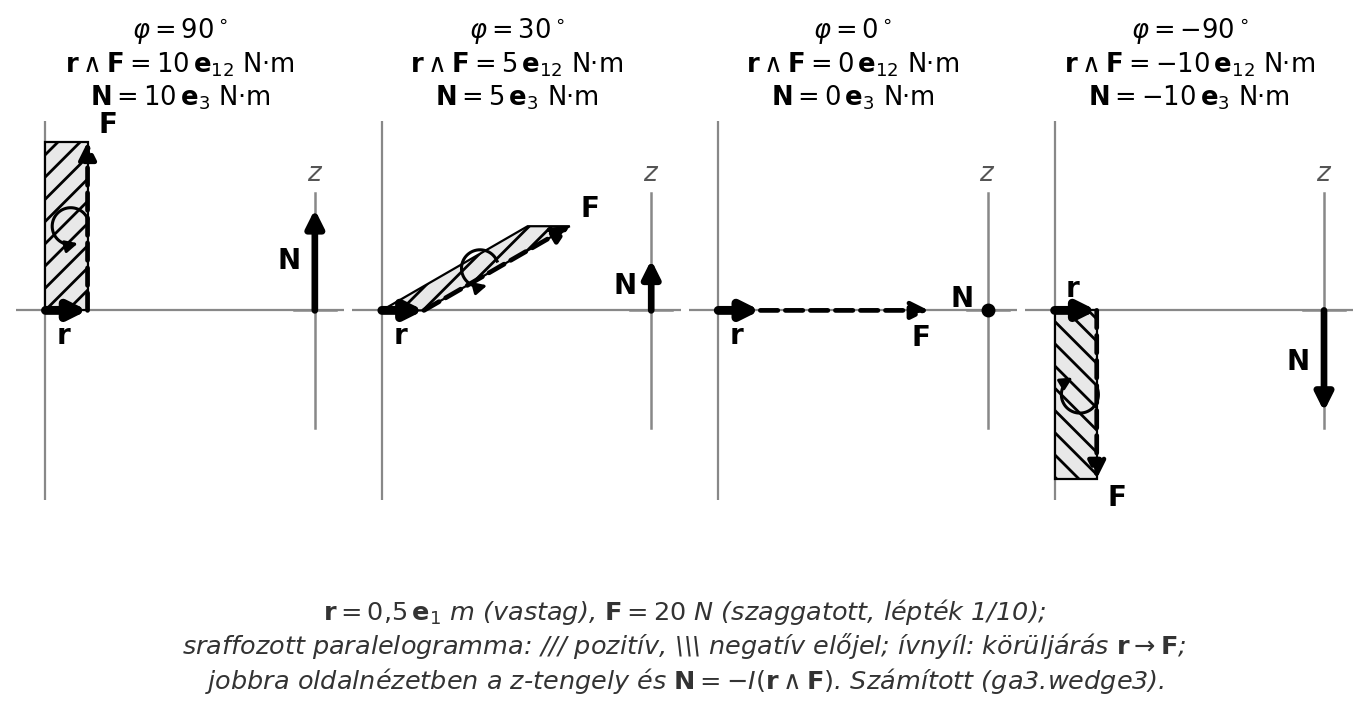 φ = 90°
r ∧ F = 10 e₁₂ N·m
N = 10 e₃ N·m
F
z
N
r
φ = 30°
r ∧ F = 5 e₁₂ N·m
N = 5 e₃ N·m
F
z
N
r
φ = 0°
r ∧ F = 0 e₁₂ N·m
N = 0 e₃ N·m
z
N
r
F
φ = −90°
r ∧ F = −10 e₁₂ N·m
N = −10 e₃ N·m
z
r
N
F
r = 0,5 e₁ m (vastag), F = 20 N (szaggatott, lépték 1/10);
sraffozott paralelogramma: /// pozitív, \\\ negatív előjel; ívnyíl: körüljárás r → F;
jobbra oldalnézetben a z-tengely és N = −I(r ∧ F). Számított (ga3.wedge3).